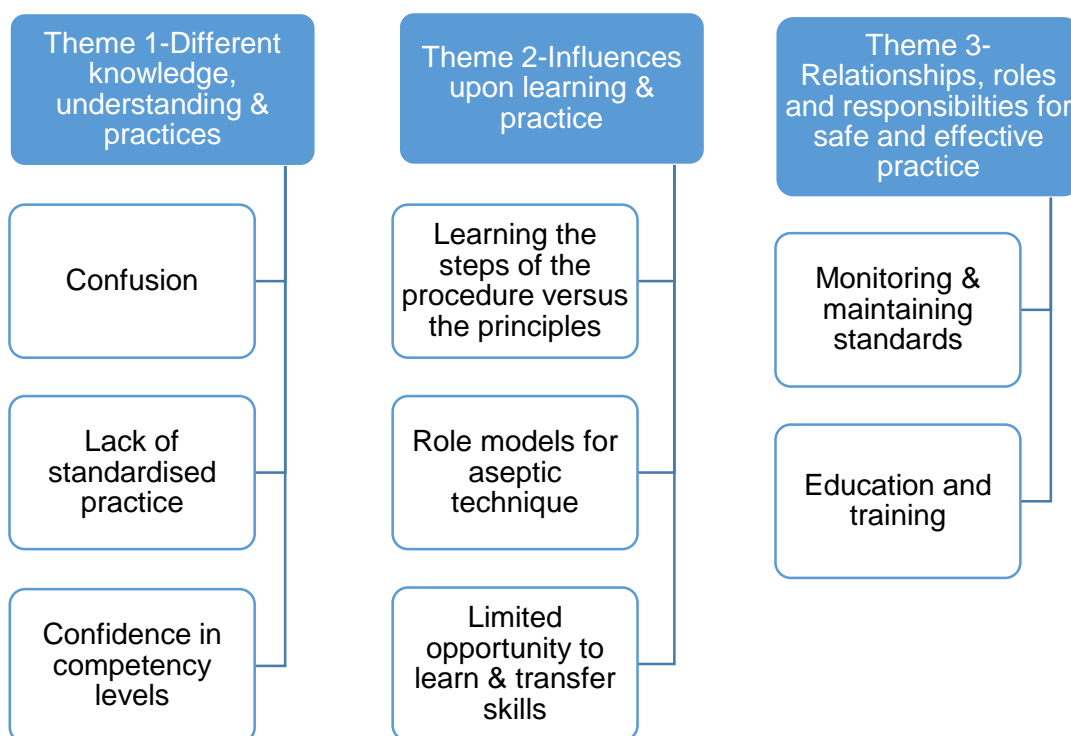 Theme 1-Different
knowledge,
understanding &
practices
Confusion
Lack of
standardised
practice
Confidence in
competency
levels
Theme 2-Influences
upon learning &
practice
Learning the
steps of the
procedure versus
the principles
Role models for
aseptic
technique
Limited
opportunity to
learn & transfer
skills
Theme 3-
Relationships, roles
and responsibilties for
safe and effective
practice
Monitoring &
maintaining
standards
Education and
training